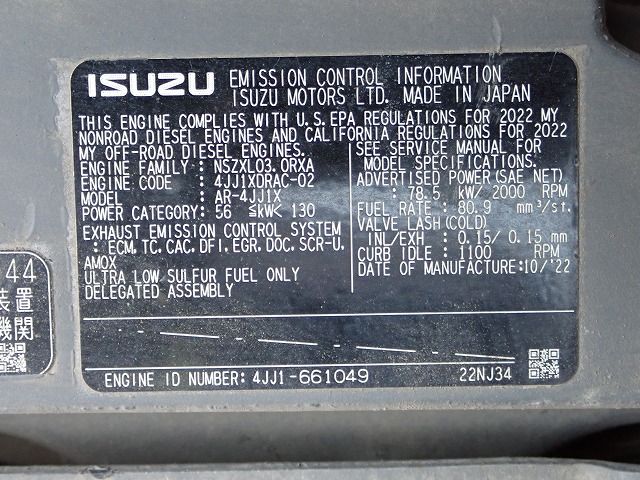 ISUZU EMISSION CONTROL INFORMATION
ISUZU MOTORS LTD. MADE IN JAPAN
THIS ENGINE COMPLIES WITH U.S.EPA REGULATIONS FOR 2022 MY
NONROAD DIESEL ENGINES AND CALIFORNIA REGULATIONS FOR 2022
MY OFF-ROAD DIESEL ENGINES.
ENGINE FAMILY : NSZXL03.0RXA
ENGINE CODE : 4JJ1XDRAC-02
MODEL : AR-4JJ1X
POWER CATEGORY: 56 ≦kW< 130
EXHAUST EMISSION CONTROL SYSTEM
: ECM,TC,CAC,DFI,EGR,DOC,SCR-U,
AMOX
ULTRA LOW SULFUR FUEL ONLY
DELEGATED ASSEMBLY
SEE SERVICE MANUAL FOR
MODEL SPECIFICATION.
ADVERTISED POWER(SAE NET)
: 78.5 kW/ 2000 RPM
FUEL RATE: 80.9 mm³/st.
VALVE LASH(COLD)
IN/EXH : 0.15/ 0.15 mm
CURB IDLE : 1100 RPM
DATE OF MANUFACTURE:10/'22
ENGINE ID NUMBER: 4JJ1-661049
22NJ34
44
装置
機関